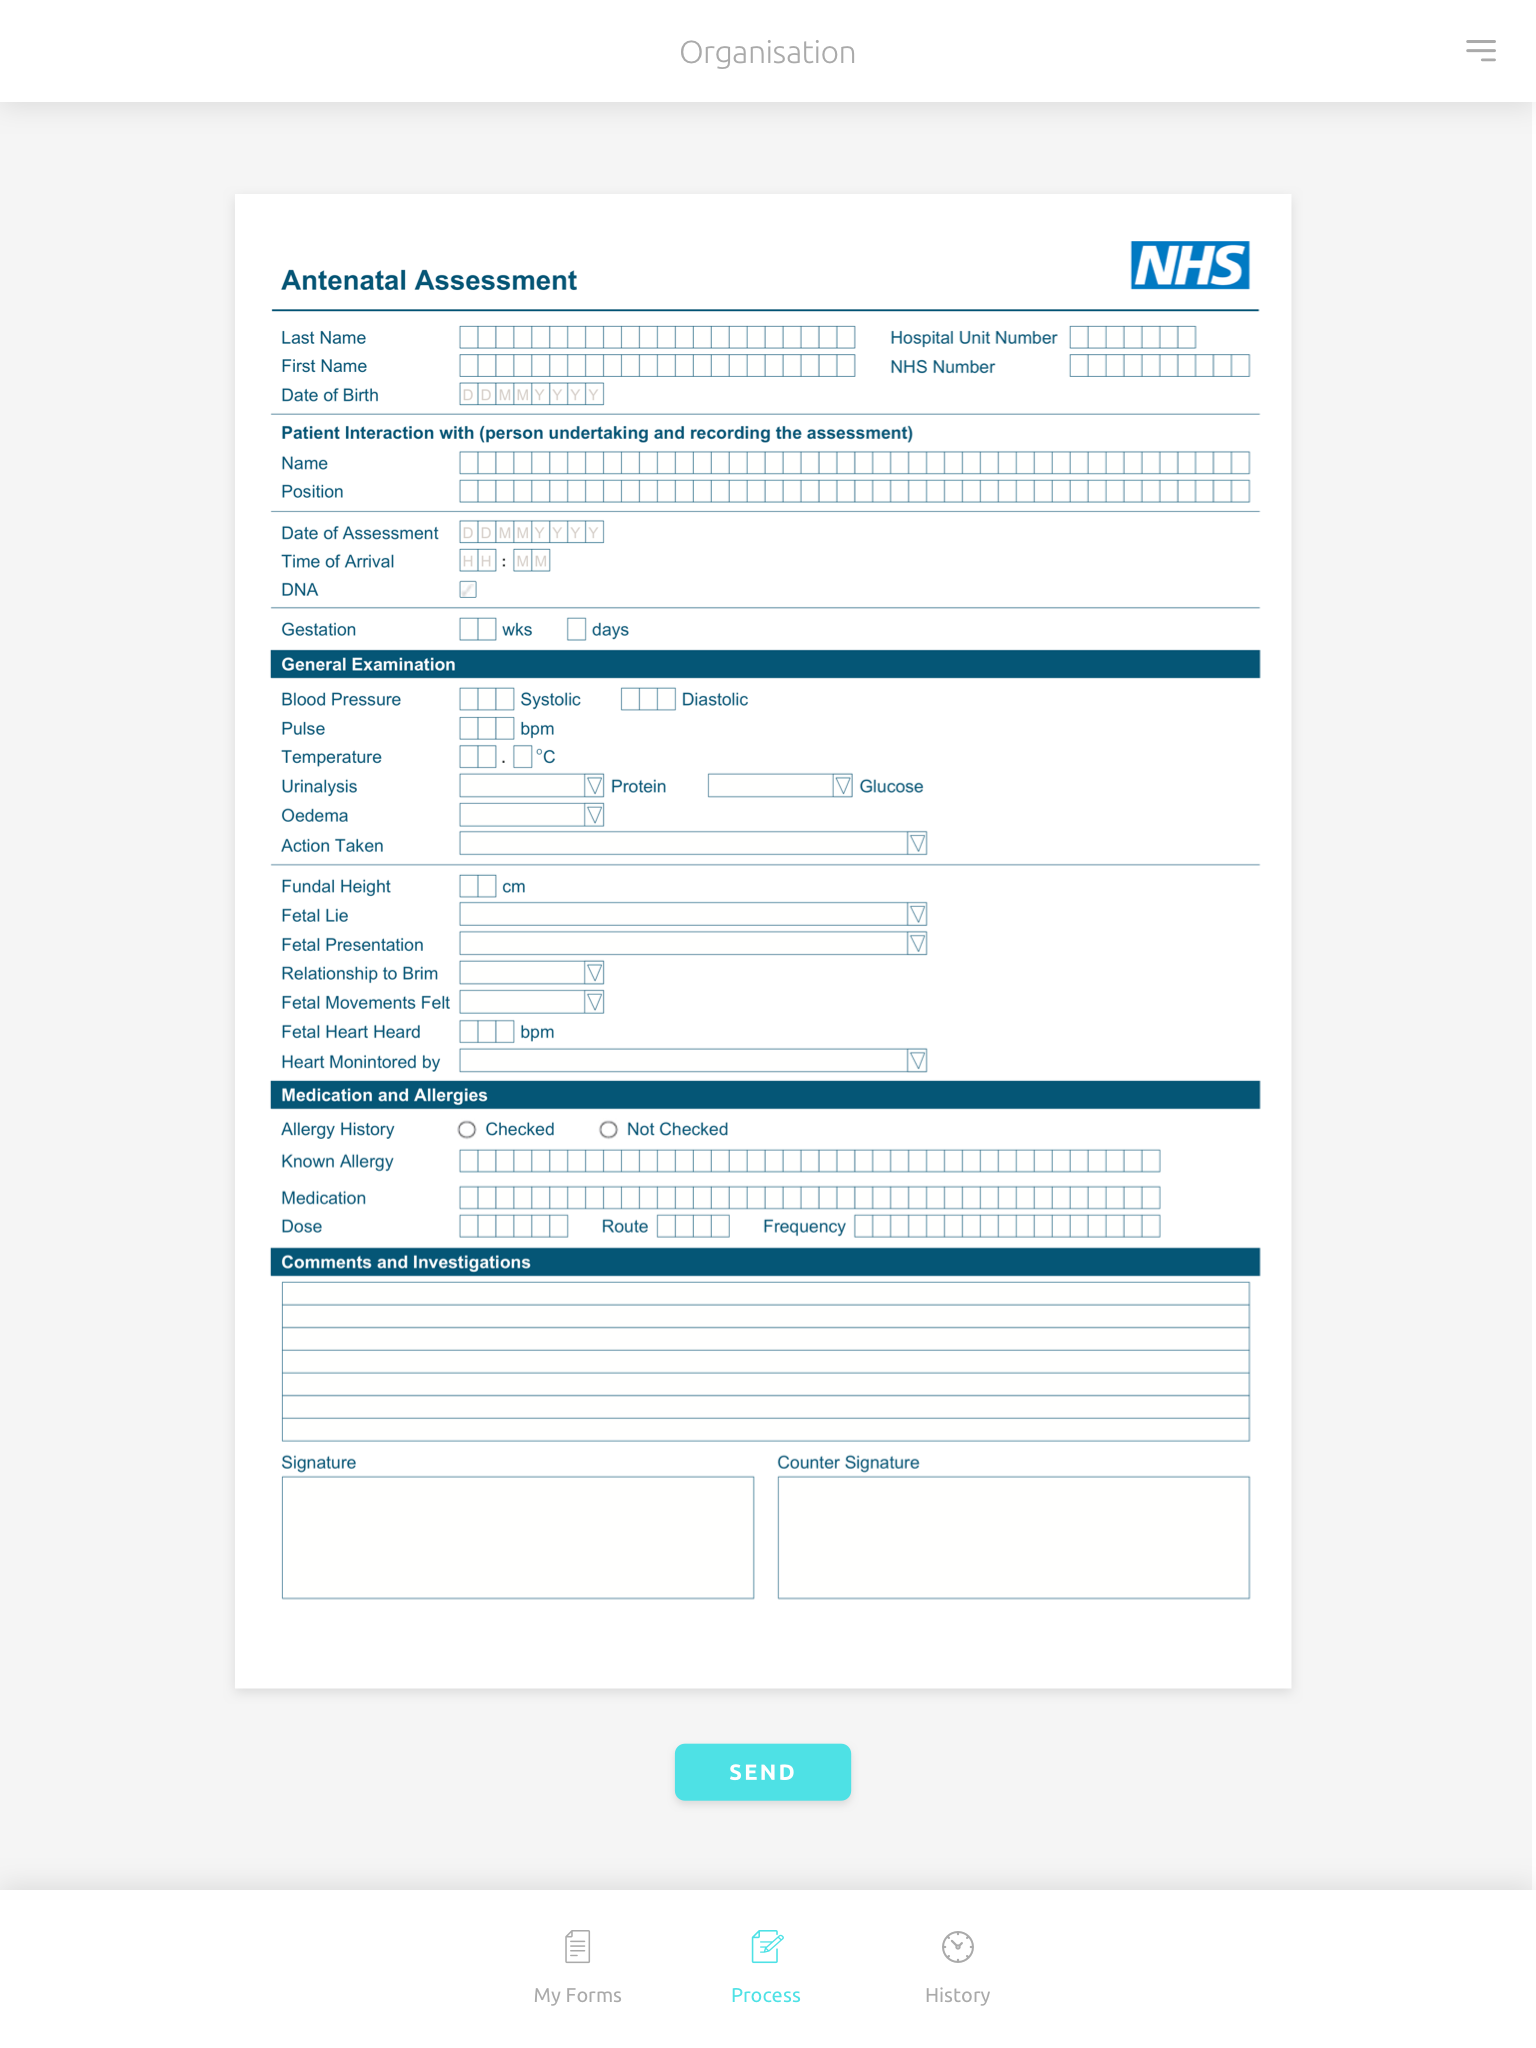 Organisation
Antenatal Assessment
NHS
Last Name
Hospital Unit Number
First Name
NHS Number
Date of Birth DDMMYYYY
Patient Interaction with (person undertaking and recording the assessment)
Name
Position
Date of Assessment DDMMYYYY
Time of Arrival HH : MM
DNA
Gestation wks days
General Examination
Blood Pressure Systolic Diastolic
Pulse bpm
Temperature . °C
Urinalysis Protein Glucose
Oedema
Action Taken
Fundal Height cm
Fetal Lie
Fetal Presentation
Relationship to Brim
Fetal Movements Felt
Fetal Heart Heard bpm
Heart Monintored by
Medication and Allergies
Allergy History Checked Not Checked
Known Allergy
Medication
Dose Route Frequency
Comments and Investigations
Signature Counter Signature
SEND
My Forms Process History